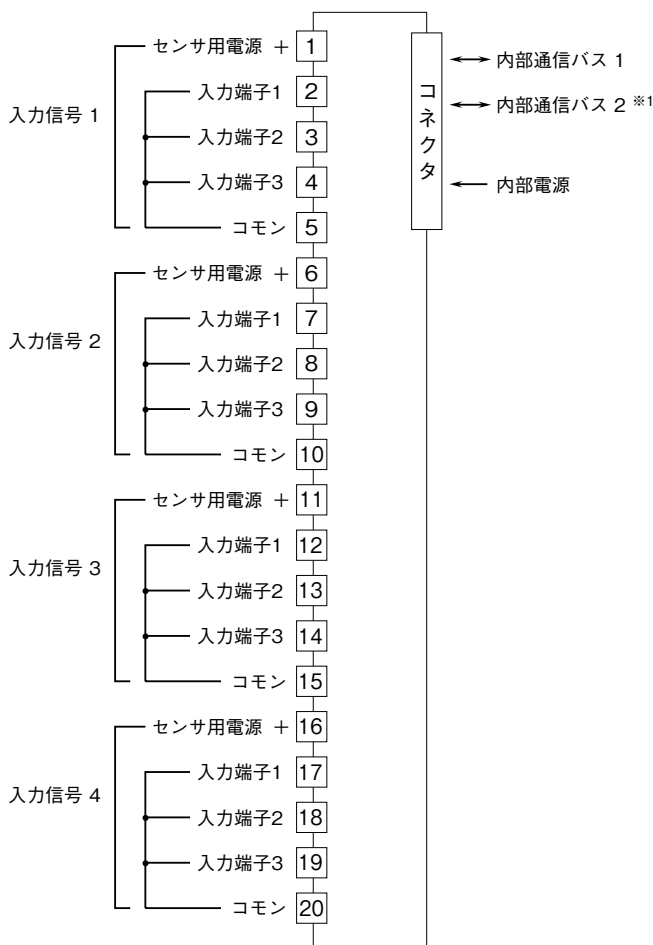 センサ用電源 + 1
入力端子1 2
入力信号 1
入力端子2 3
入力端子3 4
コモン 5
センサ用電源 + 6
入力端子1 7
入力信号 2
入力端子2 8
入力端子3 9
コモン 10
センサ用電源 + 11
入力端子1 12
入力信号 3
入力端子2 13
入力端子3 14
コモン 15
センサ用電源 + 16
入力端子1 17
入力信号 4
入力端子2 18
入力端子3 19
コモン 20
コネクタ
内部通信バス 1
内部通信バス 2 ※1
内部電源